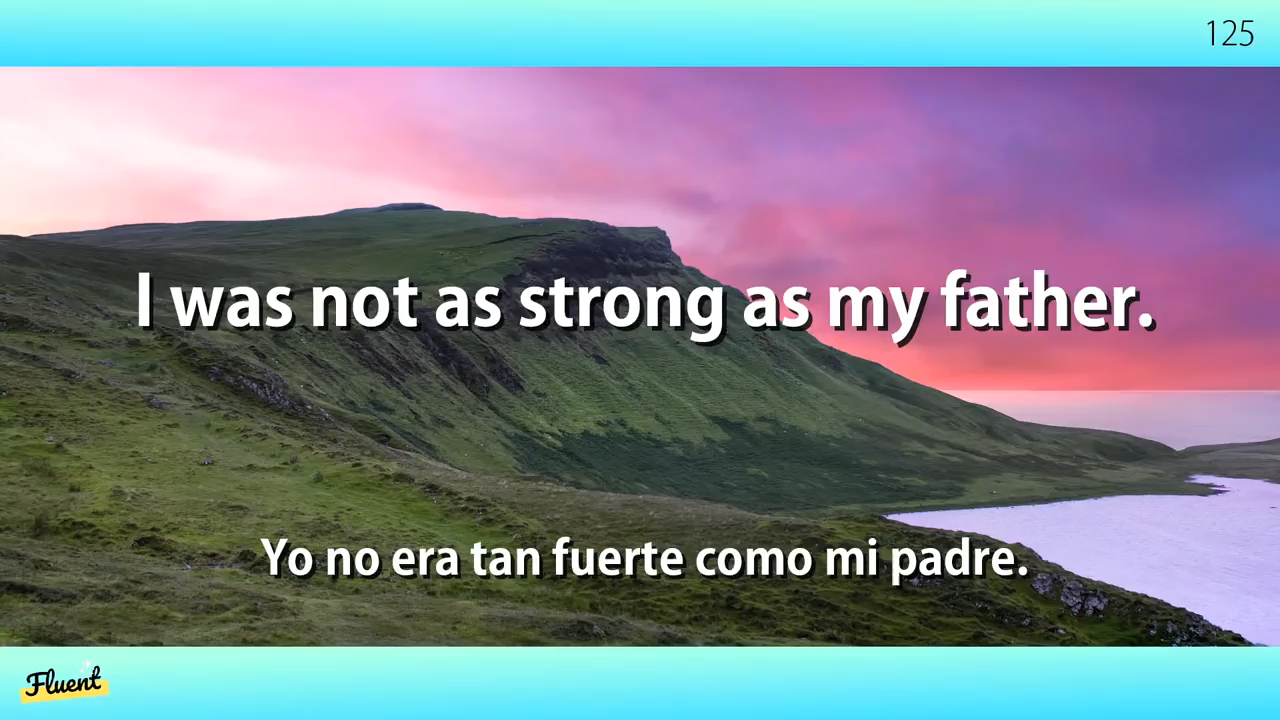 125
I was not as strong as my father.
Yo no era tan fuerte como mi padre.
Fluent